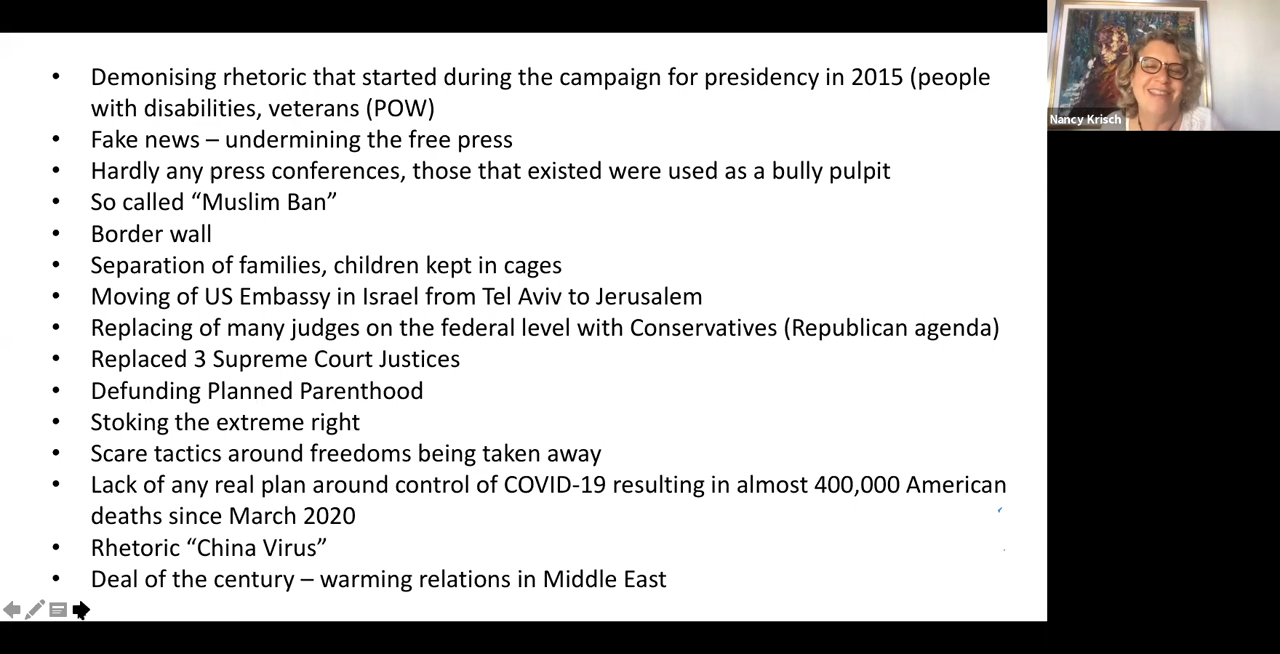 • Demonising rhetoric that started during the campaign for presidency in 2015 (people
with disabilities, veterans (POW)
• Fake news – undermining the free press
• Hardly any press conferences, those that existed were used as a bully pulpit
• So called “Muslim Ban”
• Border wall
• Separation of families, children kept in cages
• Moving of US Embassy in Israel from Tel Aviv to Jerusalem
• Replacing of many judges on the federal level with Conservatives (Republican agenda)
• Replaced 3 Supreme Court Justices
• Defunding Planned Parenthood
• Stoking the extreme right
• Scare tactics around freedoms being taken away
• Lack of any real plan around control of COVID-19 resulting in almost 400,000 American
deaths since March 2020
• Rhetoric “China Virus”
• Deal of the century – warming relations in Middle East
Nancy Krisch